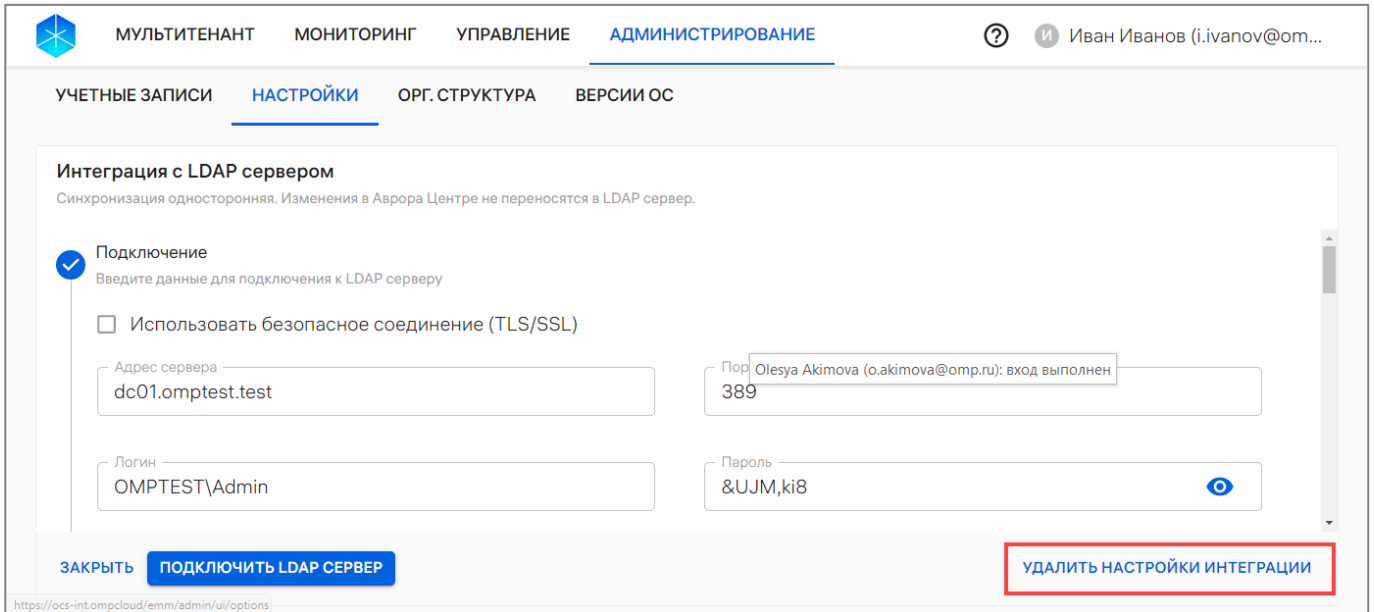 МУЛЬТИТЕНАНТ МОНИТОРИНГ УПРАВЛЕНИЕ АДМИНИСТРИРОВАНИЕ И Иван Иванов (i.ivanov@om...
УЧЕТНЫЕ ЗАПИСИ НАСТРОЙКИ ОРГ. СТРУКТУРА ВЕРСИИ ОС
Интеграция с LDAP сервером
Синхронизация односторонняя. Изменения в Аврора Центре не переносятся в LDAP сервер.
Подключение
Введите данные для подключения к LDAP серверу
Использовать безопасное соединение (TLS/SSL)
Адрес сервера Пор
Olesya Akimova (o.akimova@omp.ru): вход выполнен
dc01.omptest.test 389
Логин Пароль
OMPTEST\Admin &UJM,ki8
ЗАКРЫТЬ ПОДКЛЮЧИТЬ LDAP СЕРВЕР УДАЛИТЬ НАСТРОЙКИ ИНТЕГРАЦИИ
https://ocs-int.ompcloud/emm/admin/ui/options